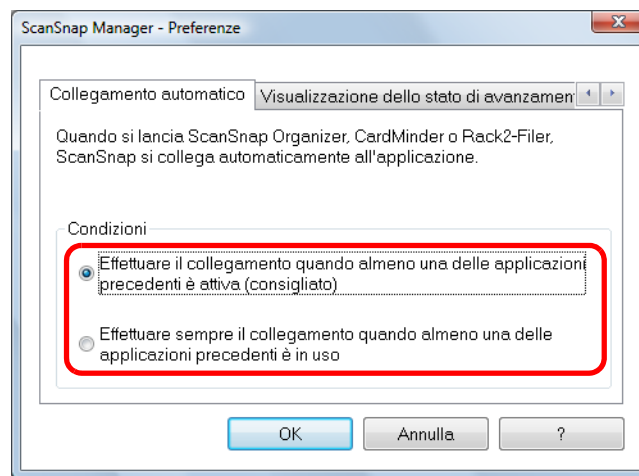 ScanSnap Manager - Preferenze
Collegamento automatico
Visualizzazione dello stato di avanzamen
Quando si lancia ScanSnap Organizer, CardMinder o Rack2-Filer,
ScanSnap si collega automaticamente all'applicazione.
Condizioni
Effettuare il collegamento quando almeno una delle applicazioni
precedenti è attiva (consigliato)
Effettuare sempre il collegamento quando almeno una delle
applicazioni precedenti è in uso
OK
Annulla
?